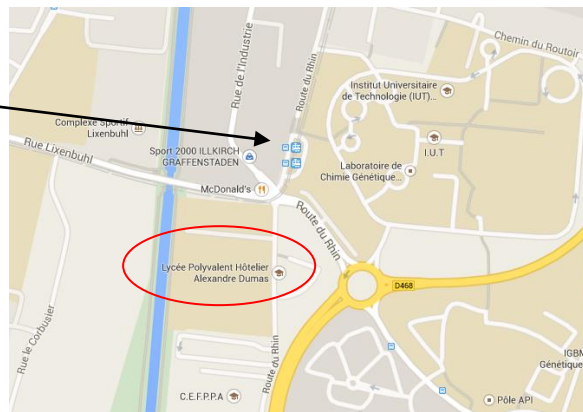 Chemin du Routoir
Rue de l'Industrie
Route du Rhin
Institut Universitaire
de Technologie (IUT)...
Complexe Sportif
Lixenbuhl
Rue Lixenbuhl
Sport 2000 ILLKIRCH
GRAFFENSTADEN
I.U.T
Laboratoire de
Chimie Génétique...
McDonald's
Route du Rhin
Lycée Polyvalent Hôtelier
Alexandre Dumas
D468
Rue le Corbusier
Route du Rhin
IGBM
Génétique
C.E.F.P.P.A
Pôle API